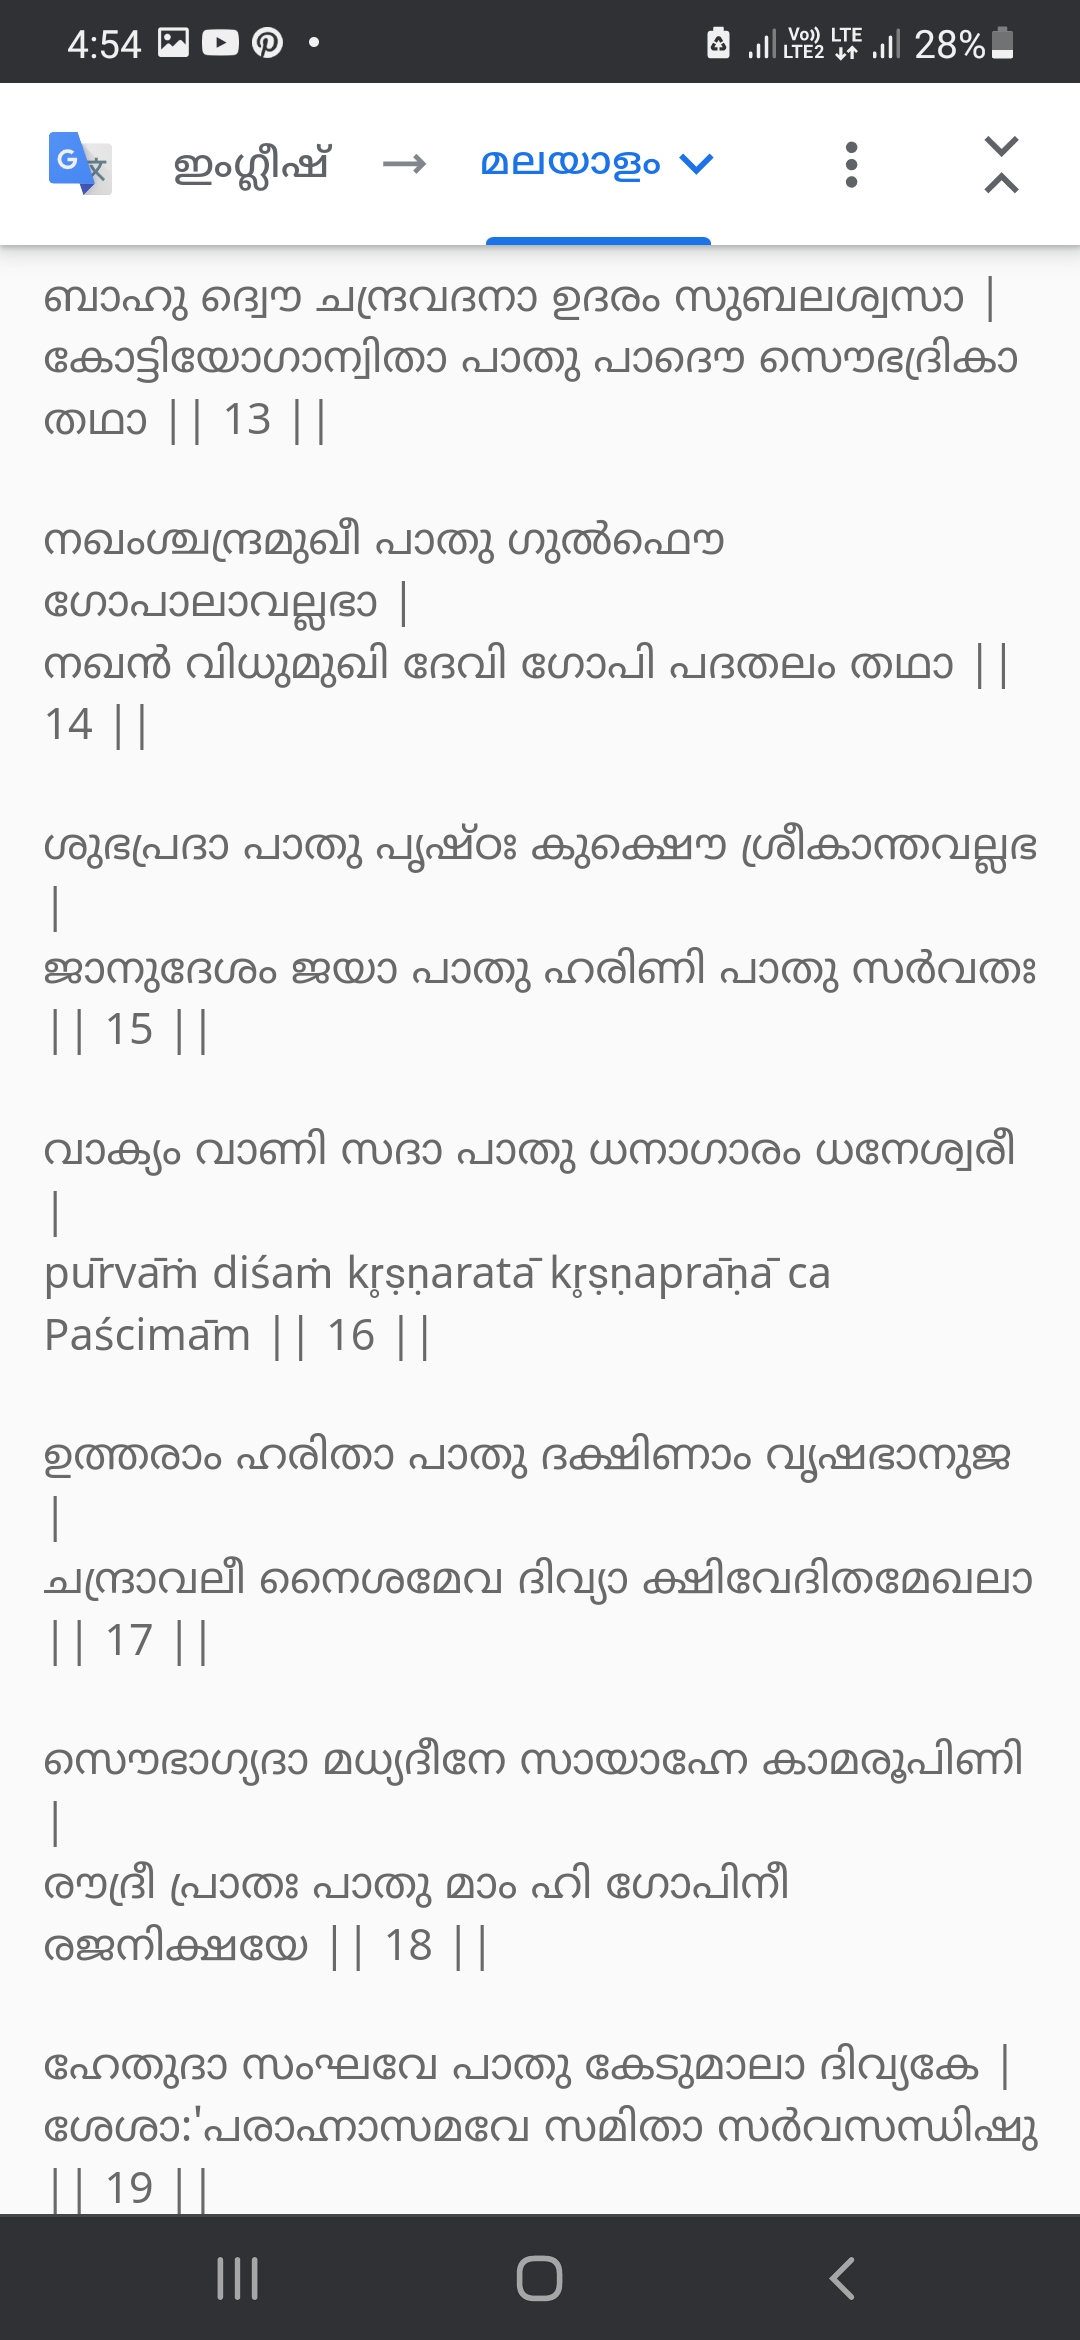 4:54
Vo)) LTE
LTE2
28%
ഇംഗ്ലീഷ് → മലയാളം
ബാഹു ദ്വൌ ചന്ദ്രവദനാ ഉദരം സുബലശ്വസാ |
കോട്ടിയോഗാന്വിതാ പാതു പാദൌ സൌഭദ്രികാ
തഥാ || 13 ||
നഖംശ്ചന്ദ്രമുഖീ പാതു ഗുൽഫൌ
ഗോപാലാവല്ലഭാ |
നഖൻ വിധുമുഖി ദേവി ഗോപി പദതലം തഥാ ||
14 ||
ശുഭപ്രദാ പാതു പൃഷ്ഠഃ കുക്ഷൌ ശ്രീകാന്തവല്ലഭ
|
ജാനുദേശം ജയാ പാതു ഹരിണി പാതു സർവതഃ
|| 15 ||
വാക്യം വാണി സദാ പാതു ധനാഗാരം ധനേശ്വരീ
|
pūrvāṁ diśaṁ kr̥ṣṇaratā kr̥ṣṇaprāṇā ca
Paścimām || 16 ||
ഉത്തരാം ഹരിതാ പാതു ദക്ഷിണാം വൃഷഭാനുജ
|
ചന്ദ്രാവലീ നൈശമേവ ദിവ്യാ ക്ഷിവേദിതമേഖലാ
|| 17 ||
സൌഭാഗ്യദാ മധ്യദീനേ സായാഹ്നേ കാമരൂപിണി
|
രൗദ്രീ പ്രാതഃ പാതു മാം ഹി ഗോപിനീ
രജനിക്ഷയേ || 18 ||
ഹേതുദാ സംഘവേ പാതു കേടുമാലാ ദിവ്യകേ |
ശേശാ:'പരാഹ്നാസമവേ സമിതാ സർവസന്ധിഷു
|| 19 ||